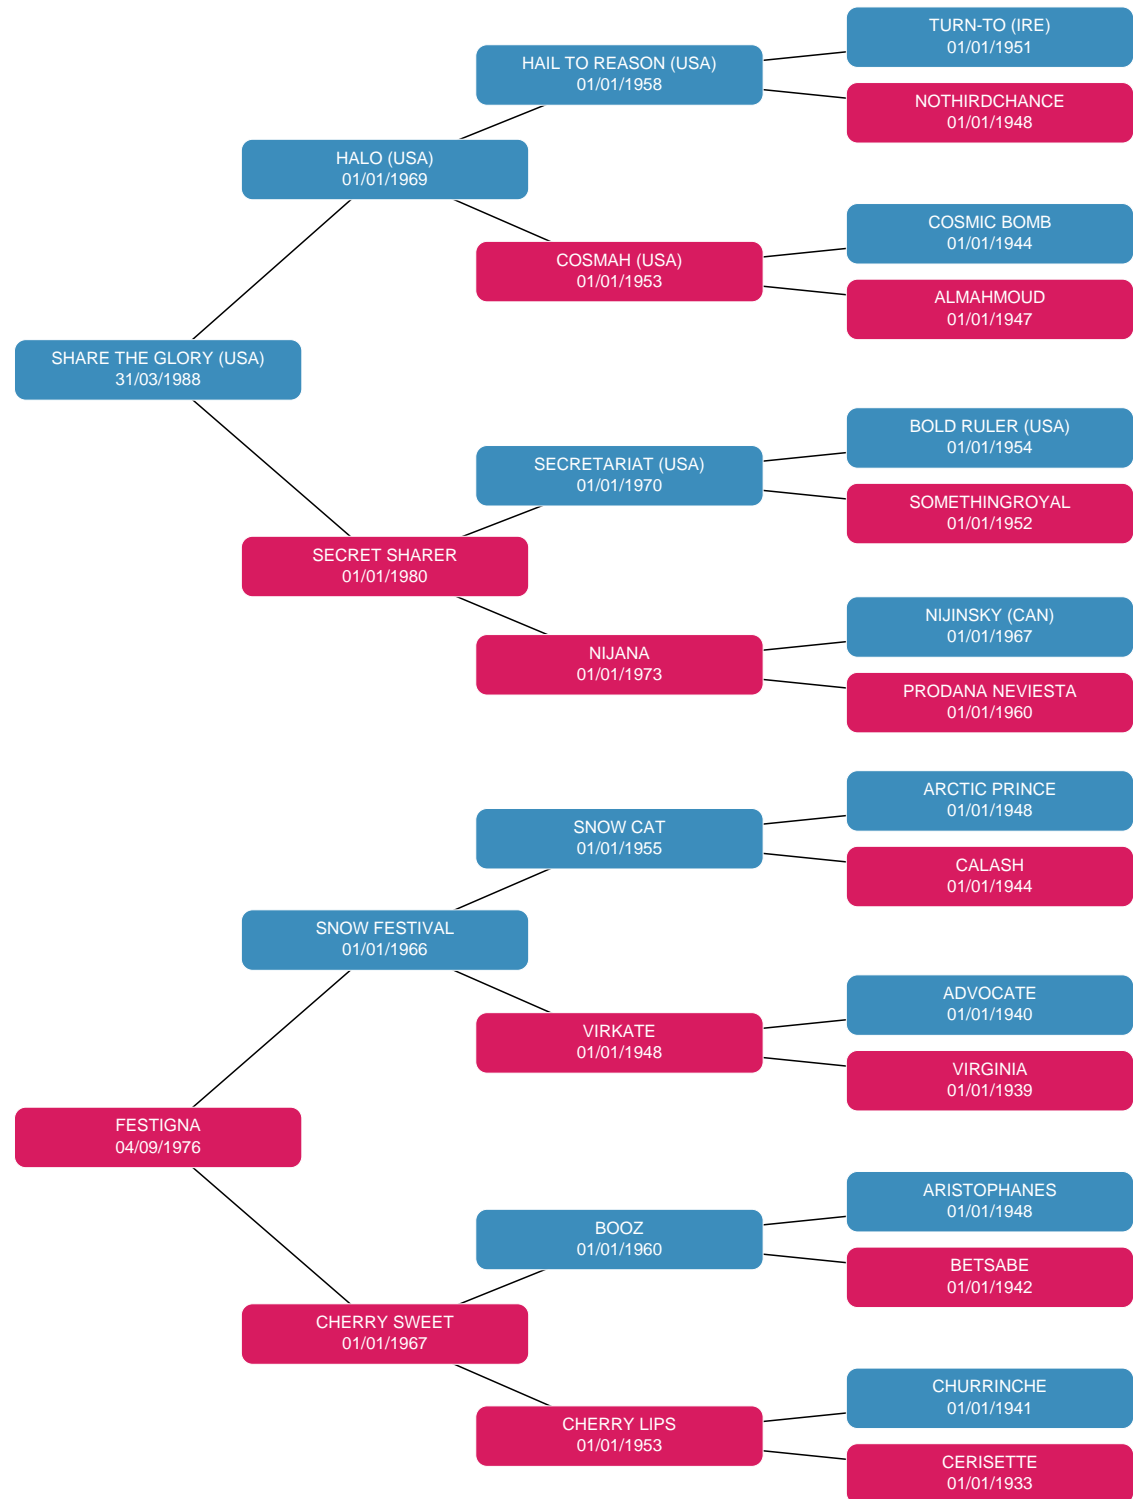 TURN-TO (IRE)
01/01/1951
HAIL TO REASON (USA)
01/01/1958
NOTHIRDCHANCE
01/01/1948
HALO (USA)
01/01/1969
COSMIC BOMB
01/01/1944
COSMAH (USA)
01/01/1953
ALMAHMOUD
01/01/1947
SHARE THE GLORY (USA)
31/03/1988
BOLD RULER (USA)
01/01/1954
SECRETARIAT (USA)
01/01/1970
SOMETHINGROYAL
01/01/1952
SECRET SHARER
01/01/1980
NIJINSKY (CAN)
01/01/1967
NIJANA
01/01/1973
PRODANA NEVIESTA
01/01/1960
ARCTIC PRINCE
01/01/1948
SNOW CAT
01/01/1955
CALASH
01/01/1944
SNOW FESTIVAL
01/01/1966
ADVOCATE
01/01/1940
VIRKATE
01/01/1948
VIRGINIA
01/01/1939
FESTIGNA
04/09/1976
ARISTOPHANES
01/01/1948
BOOZ
01/01/1960
BETSABE
01/01/1942
CHERRY SWEET
01/01/1967
CHURRINCHE
01/01/1941
CHERRY LIPS
01/01/1953
CERISETTE
01/01/1933